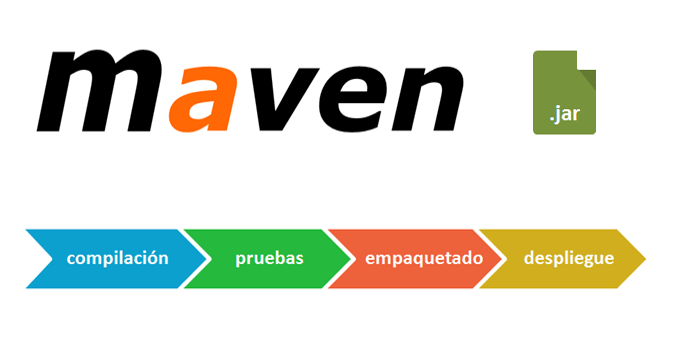 maven
.jar
compilación
pruebas
empaquetado
despliegue